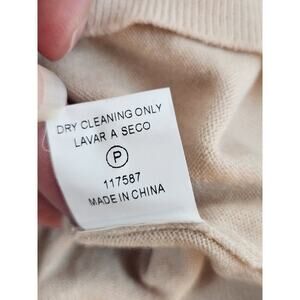 DRY CLEANING ONLY
LAVAR A SECO
P
117587
MADE IN CHINA